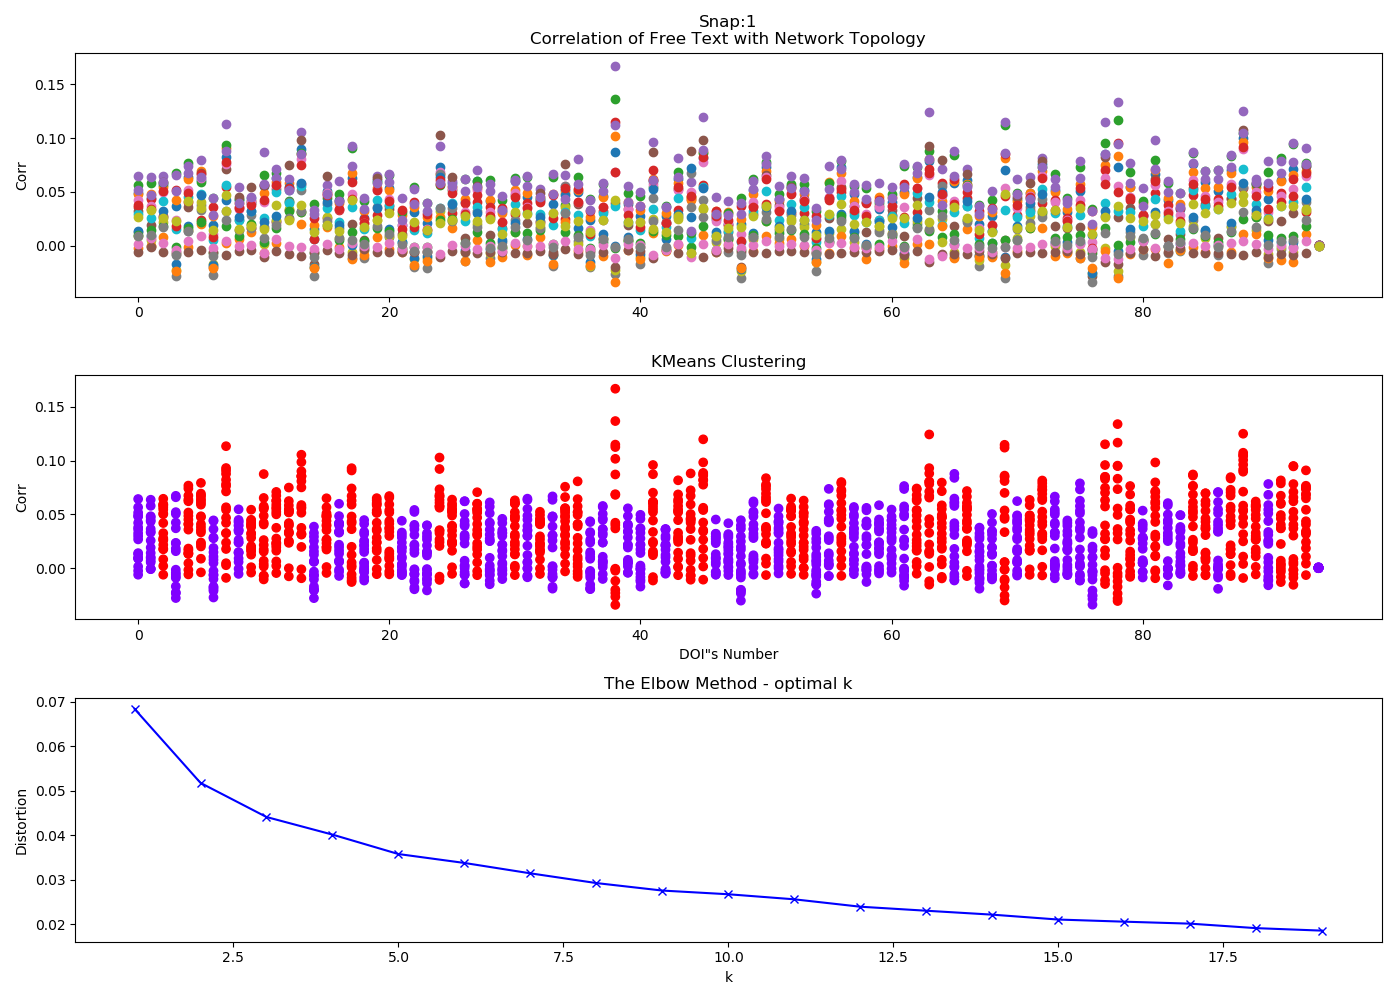 Snap:1
Correlation of Free Text with Network Topology
Corr
0.15
0.10
0.05
0.00
0 20 40 60 80
KMeans Clustering
Corr
0.15
0.10
0.05
0.00
0 20 40 60 80
DOI"s Number
The Elbow Method - optimal k
Distortion
0.07
0.06
0.05
0.04
0.03
0.02
2.5 5.0 7.5 10.0 12.5 15.0 17.5
k